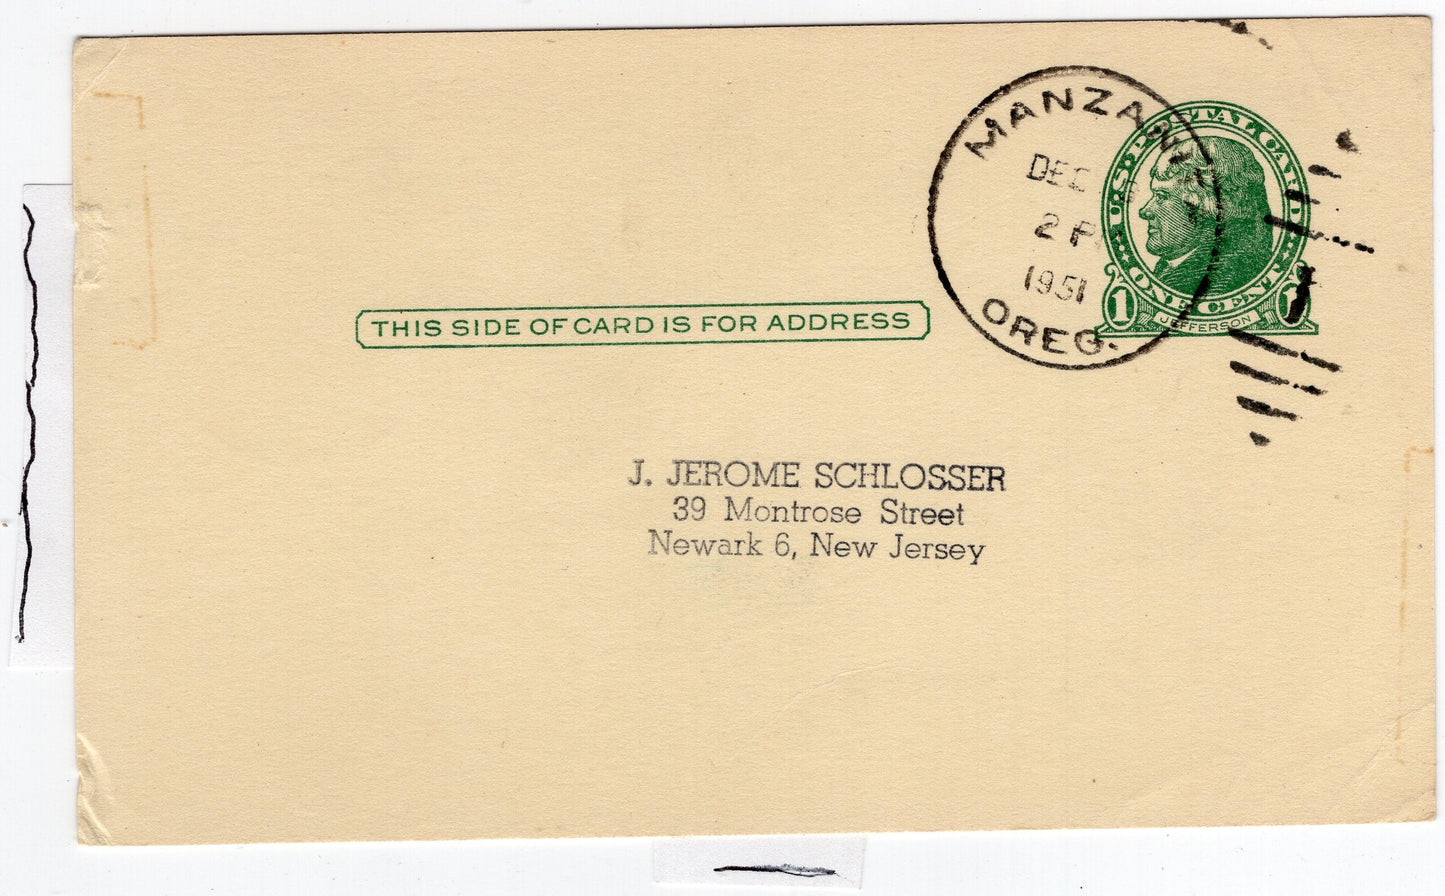 MANZANITA
DEC
2 P
1951
OREG.
U.S. POSTAL CARD
ONE CENT
1 1
JEFFERSON
THIS SIDE OF CARD IS FOR ADDRESS
J. JEROME SCHLOSSER
39 Montrose Street
Newark 6, New Jersey